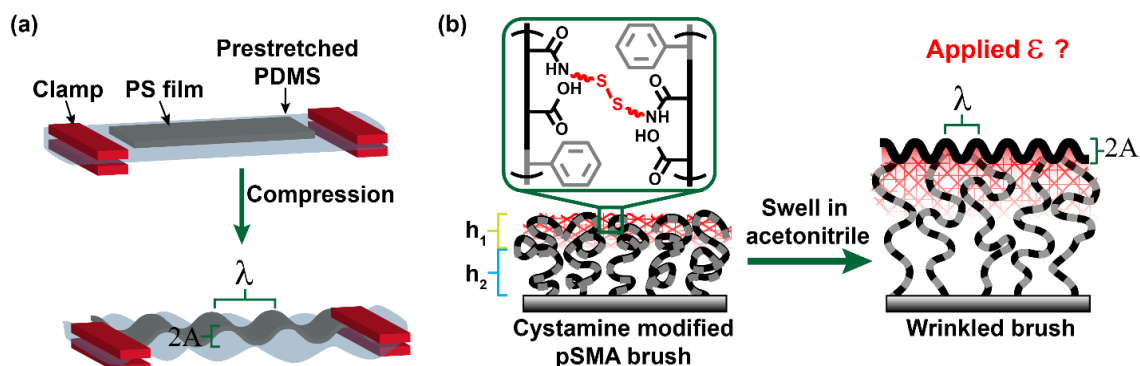 (a)
Prestretched
PDMS
Clamp
PS film
Compression
λ
2A
(b)
O
NH
OH
O
S
S
O
NH
HO
O
h1
h2
Cystamine modified
pSMA brush
Swell in
acetonitrile
Applied ε ?
λ
2A
Wrinkled brush